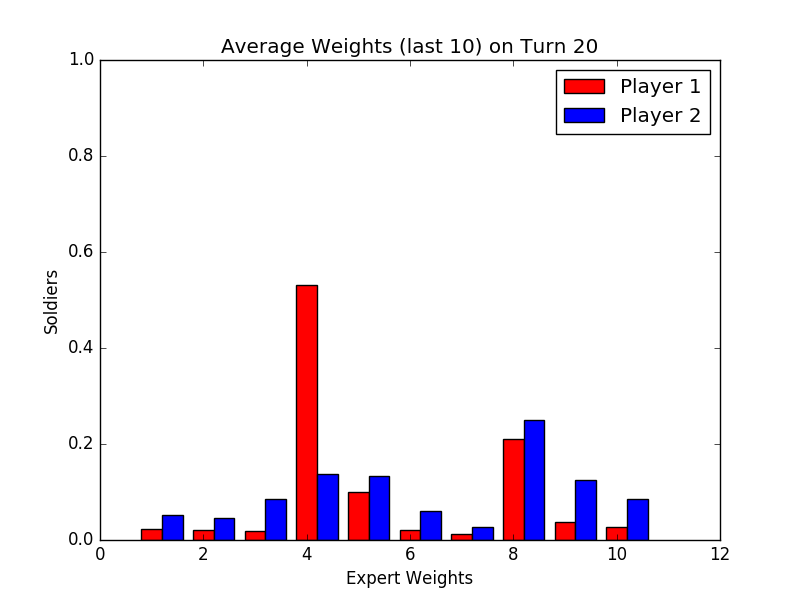 Average Weights (last 10) on Turn 20
Player 1
Player 2
1.0
0.8
0.6
0.4
0.2
0.0
Soldiers
0 2 4 6 8 10 12
Expert Weights